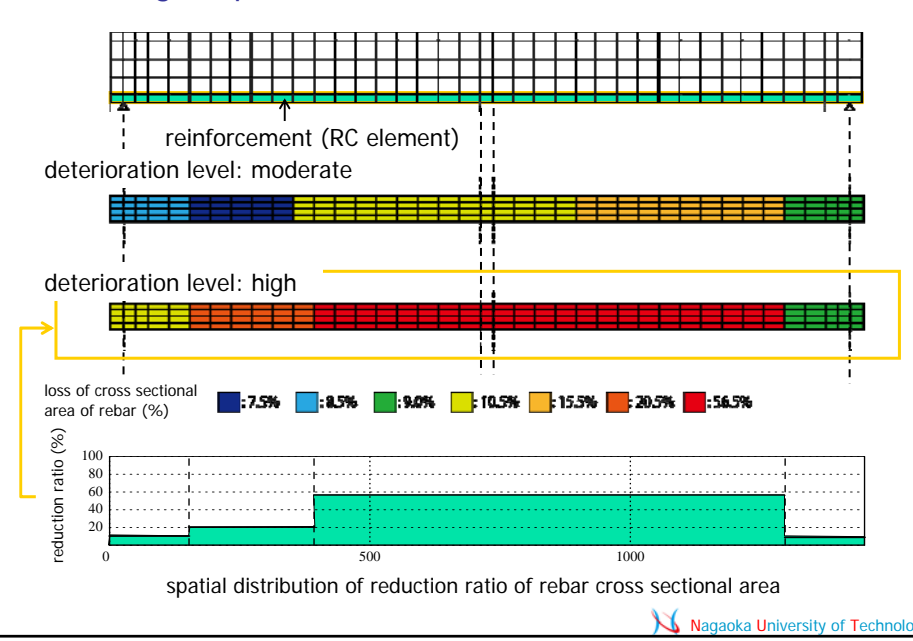 reinforcement (RC element)
deterioration level: moderate
deterioration level: high
loss of cross sectional
area of rebar (%)
:7.5% :8.5% :9.0% :10.5% :15.5% :20.5% :56.5%
reduction ratio (%)
100
80
60
40
20
0 500 1000
spatial distribution of reduction ratio of rebar cross sectional area
Nagaoka University of Technolo